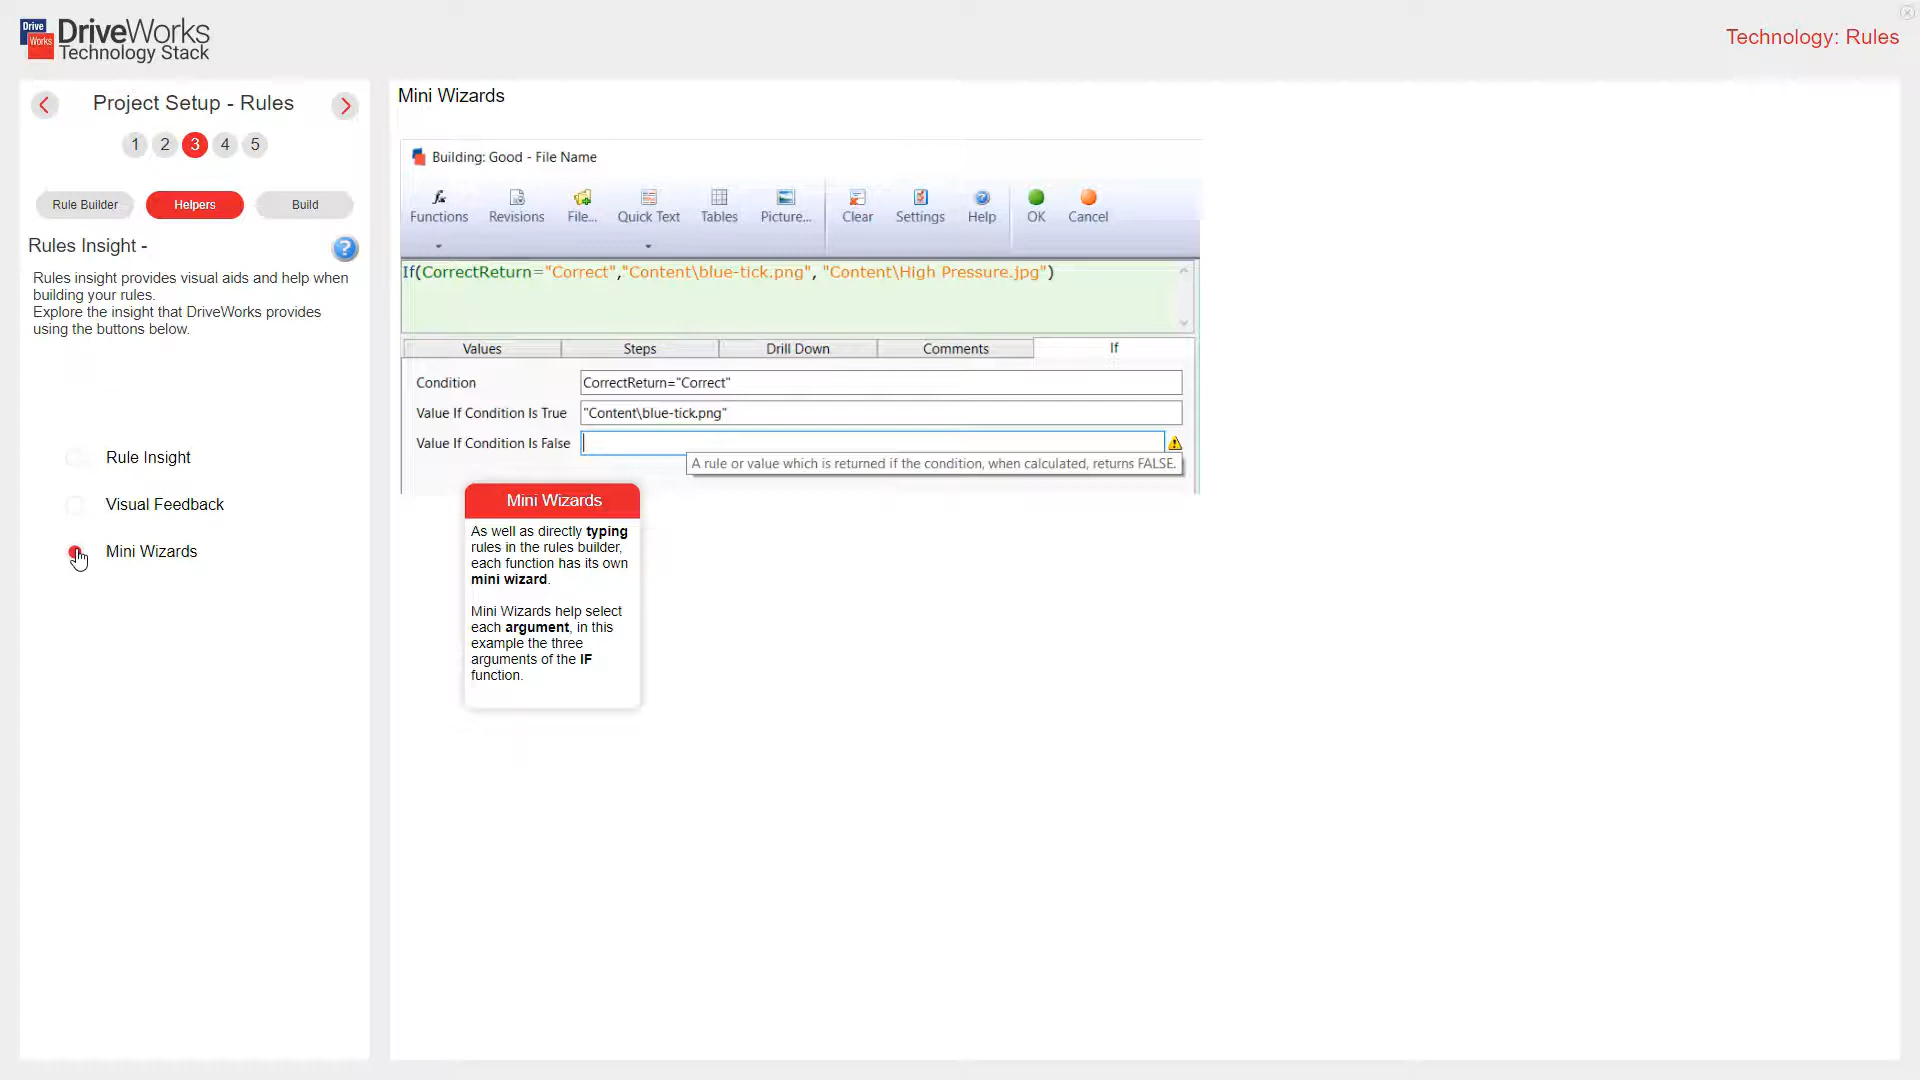 Drive
Works
DriveWorks
Technology Stack
Technology: Rules
Project Setup - Rules
1 2 3 4 5
Rule Builder Helpers Build
Rules Insight -
?
Rules insight provides visual aids and help when
building your rules.
Explore the insight that DriveWorks provides
using the buttons below.
Rule Insight
Visual Feedback
Mini Wizards
Mini Wizards
Building: Good - File Name
fx
Functions Revisions File... Quick Text Tables Picture... Clear Settings Help OK Cancel
If(CorrectReturn="Correct","Content\blue-tick.png", "Content\High Pressure.jpg")
Values Steps Drill Down Comments If
Condition CorrectReturn="Correct"
Value If Condition Is True "Content\blue-tick.png"
Value If Condition Is False
A rule or value which is returned if the condition, when calculated, returns FALSE.
Mini Wizards
As well as directly typing
rules in the rules builder,
each function has its own
mini wizard.
Mini Wizards help select
each argument, in this
example the three
arguments of the IF
function.